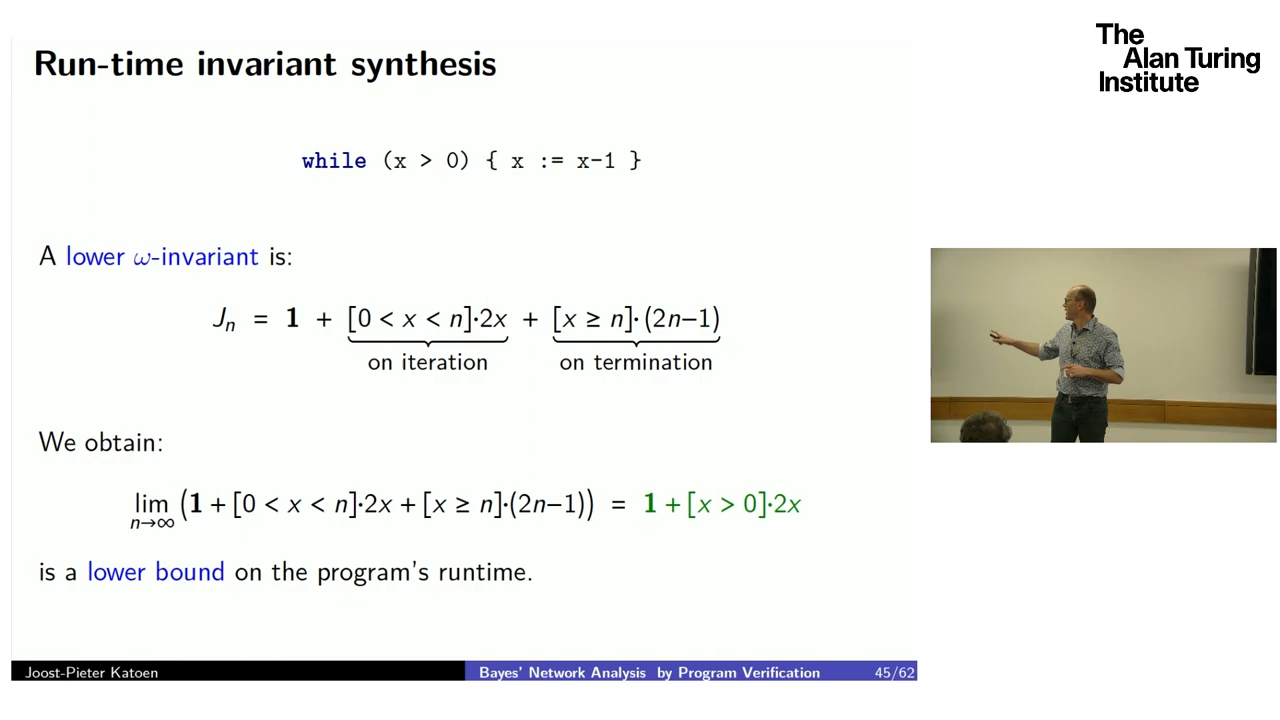 The
Alan Turing
Institute
Run-time invariant synthesis
while (x > 0) { x := x-1 }
A lower ω-invariant is:
Jₙ = 1 + [0 < x < n]·2x + [x ≥ n]·(2n−1)
on iteration on termination
We obtain:
lim (1 + [0 < x < n]·2x + [x ≥ n]·(2n−1)) = 1 + [x > 0]·2x
n→∞
is a lower bound on the program's runtime.
Joost-Pieter Katoen Bayes' Network Analysis by Program Verification 45/62